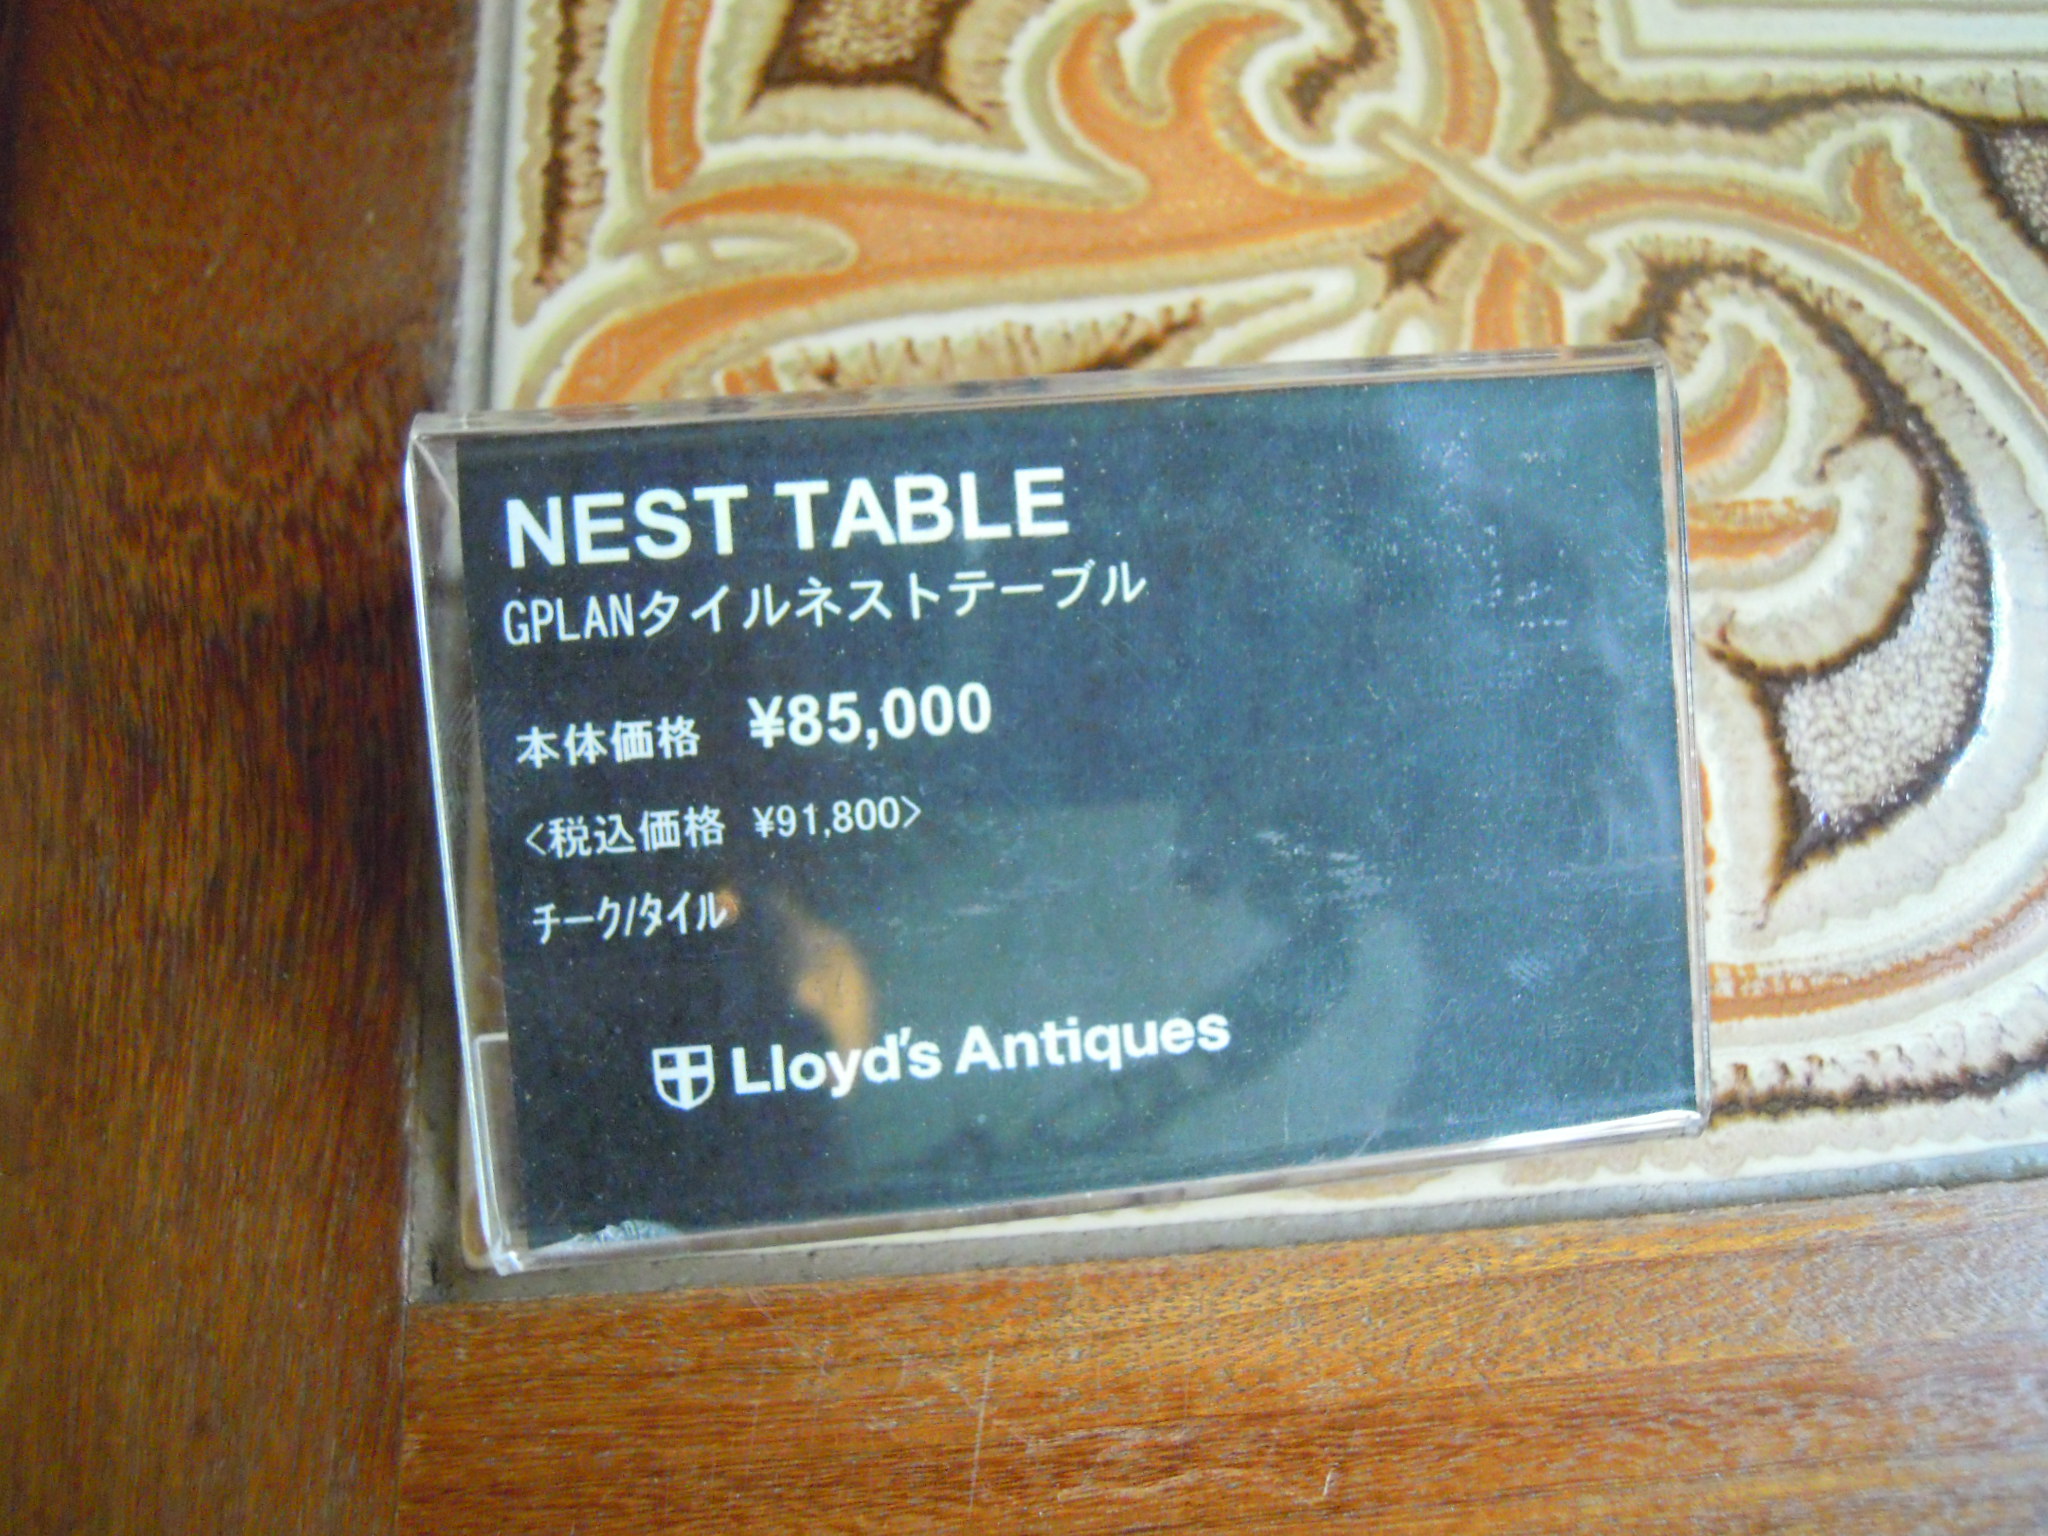 NEST TABLE
GPLANタイルネストテーブル
本体価格 ¥85,000
<税込価格 ¥91,800>
チーク/タイル
Lloyd's Antiques